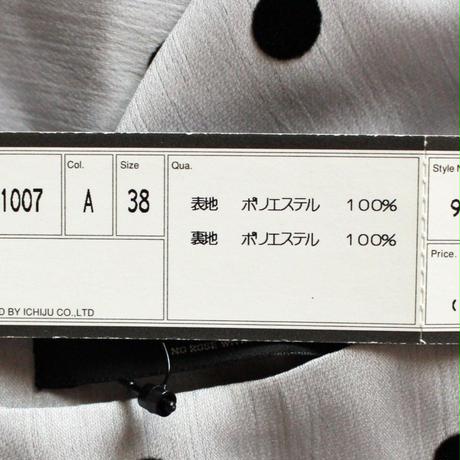 Col. Size Qua. Style N
1007 A 38 表地 ポリエステル 100% 9
裏地 ポリエステル 100%
Price.
BY ICHIJU CO.,LTD